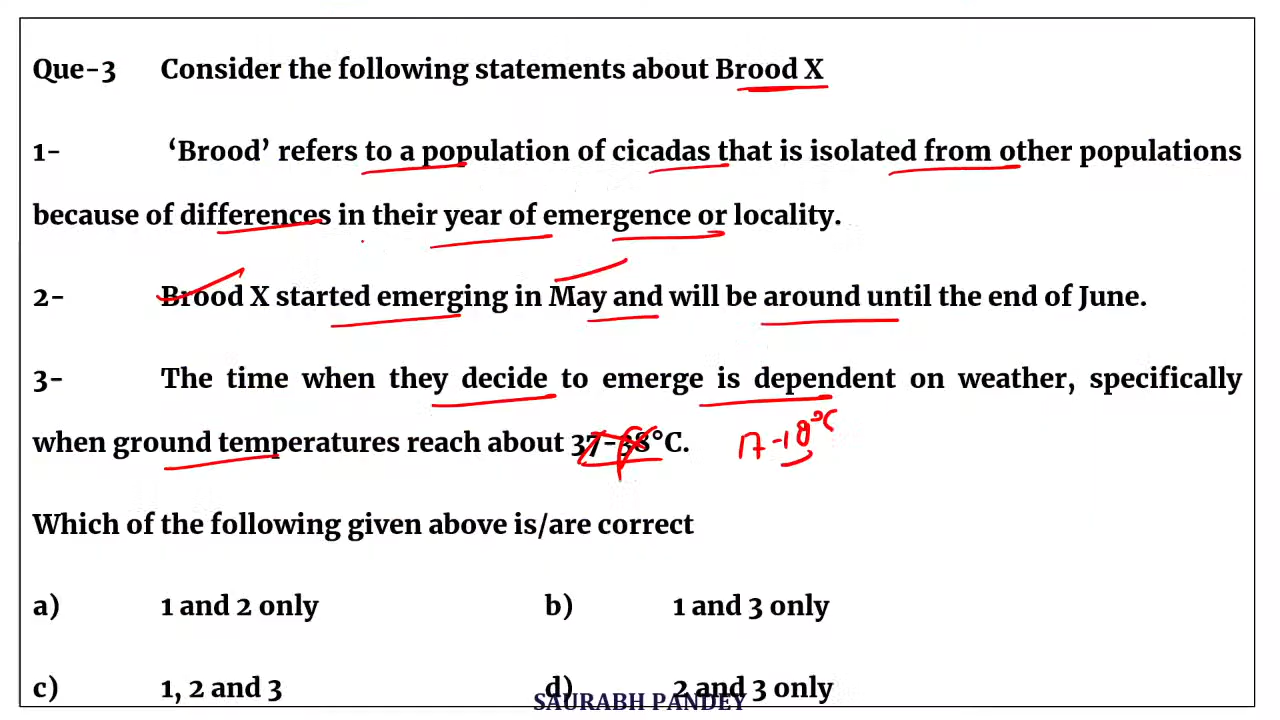 Que-3 Consider the following statements about Brood X
1- ‘Brood’ refers to a population of cicadas that is isolated from other populations
because of differences in their year of emergence or locality.
2- Brood X started emerging in May and will be around until the end of June.
3- The time when they decide to emerge is dependent on weather, specifically
when ground temperatures reach about 37-38°C. 17-18°C
Which of the following given above is/are correct
a) 1 and 2 only b) 1 and 3 only
c) 1, 2 and 3 d) 2 and 3 only
SAURABH PANDEY